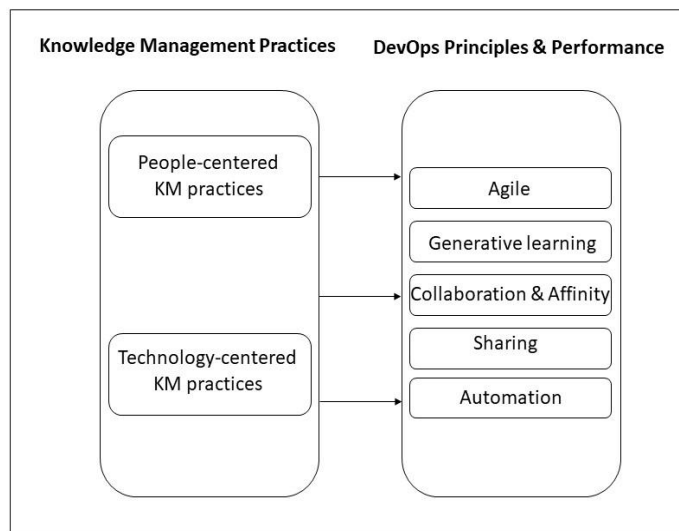 Knowledge Management Practices
DevOps Principles & Performance
People-centered
KM practices
Technology-centered
KM practices
Agile
Generative learning
Collaboration & Affinity
Sharing
Automation